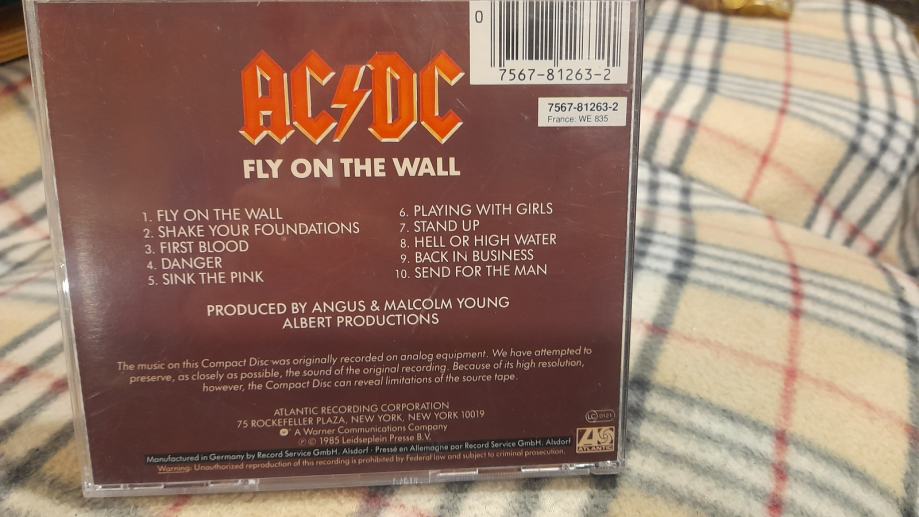 0
7567-81263-2
7567-81263-2
France: WE 835
AC/DC
FLY ON THE WALL
1. FLY ON THE WALL
2. SHAKE YOUR FOUNDATIONS
3. FIRST BLOOD
4. DANGER
5. SINK THE PINK
6. PLAYING WITH GIRLS
7. STAND UP
8. HELL OR HIGH WATER
9. BACK IN BUSINESS
10. SEND FOR THE MAN
PRODUCED BY ANGUS & MALCOLM YOUNG
ALBERT PRODUCTIONS
The music on this Compact Disc was originally recorded on analog equipment. We have attempted to
preserve, as closely as possible, the sound of the original recording. Because of its high resolution,
however, the Compact Disc can reveal limitations of the source tape.
ATLANTIC RECORDING CORPORATION
75 ROCKEFELLER PLAZA, NEW YORK, NEW YORK 10019
A Warner Communications Company
℗ © 1985 Leidseplein Presse B.V.
Manufactured in Germany by Record Service GmbH, Alsdorf · Pressé en Allemagne par Record Service GmbH, Alsdorf
Warning: Unauthorized reproduction of this recording is prohibited by Federal law and subject to criminal prosecution.
LC 0121
ATLANTIC